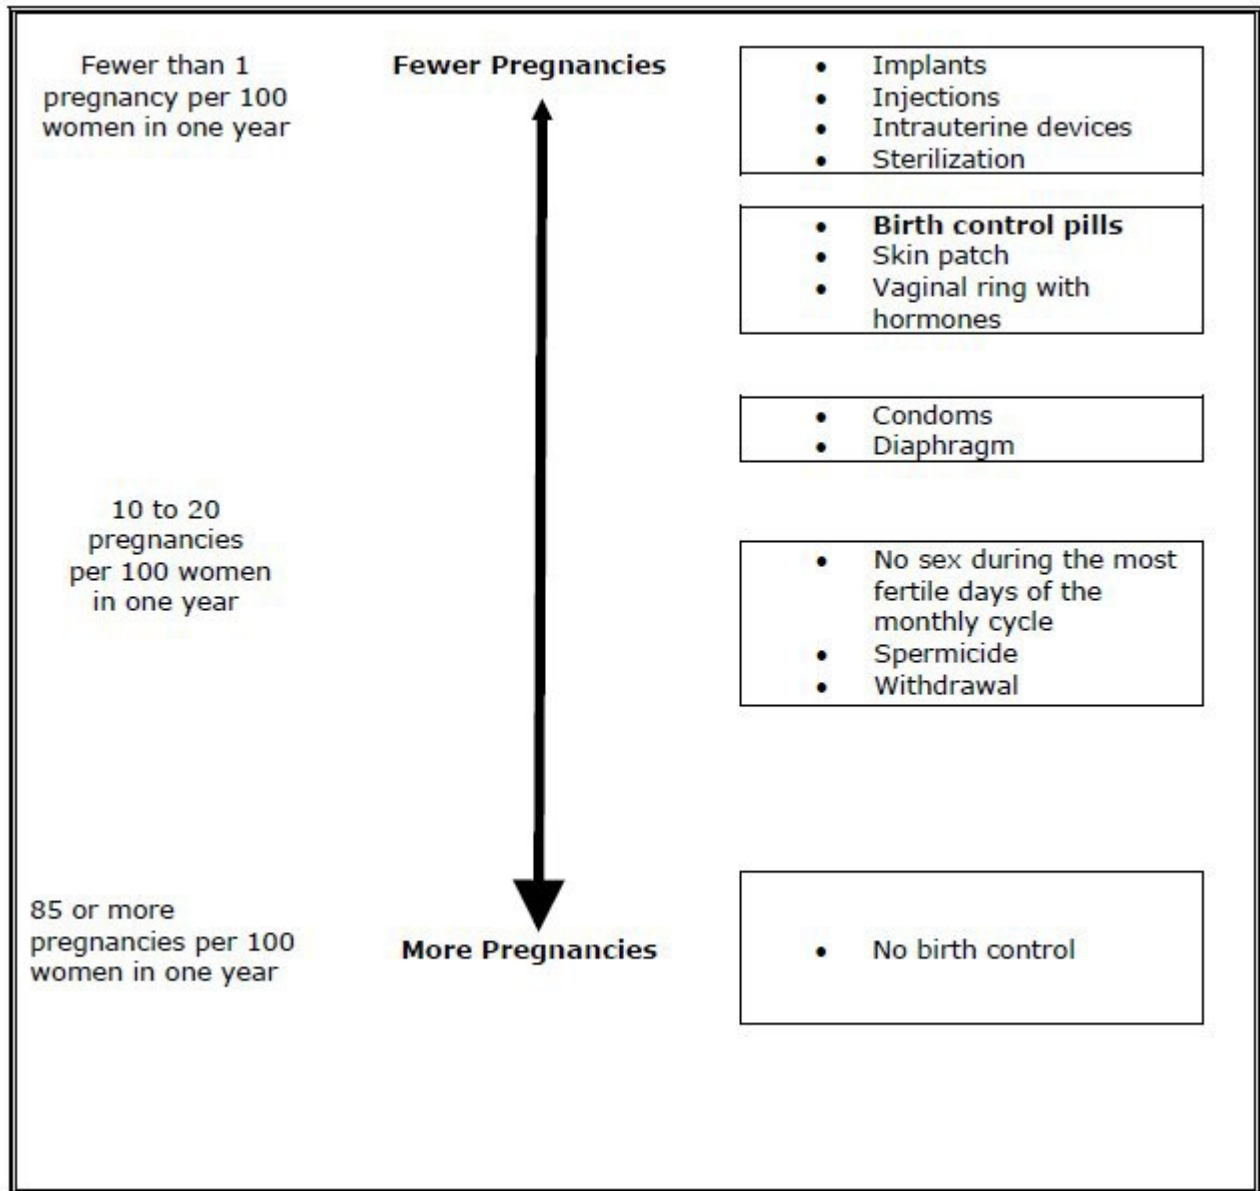 Fewer than 1
pregnancy per 100
women in one year
Fewer Pregnancies
• Implants
• Injections
• Intrauterine devices
• Sterilization
• Birth control pills
• Skin patch
• Vaginal ring with
hormones
• Condoms
• Diaphragm
10 to 20
pregnancies
per 100 women
in one year
• No sex during the most
fertile days of the
monthly cycle
• Spermicide
• Withdrawal
85 or more
pregnancies per 100
women in one year
More Pregnancies
• No birth control